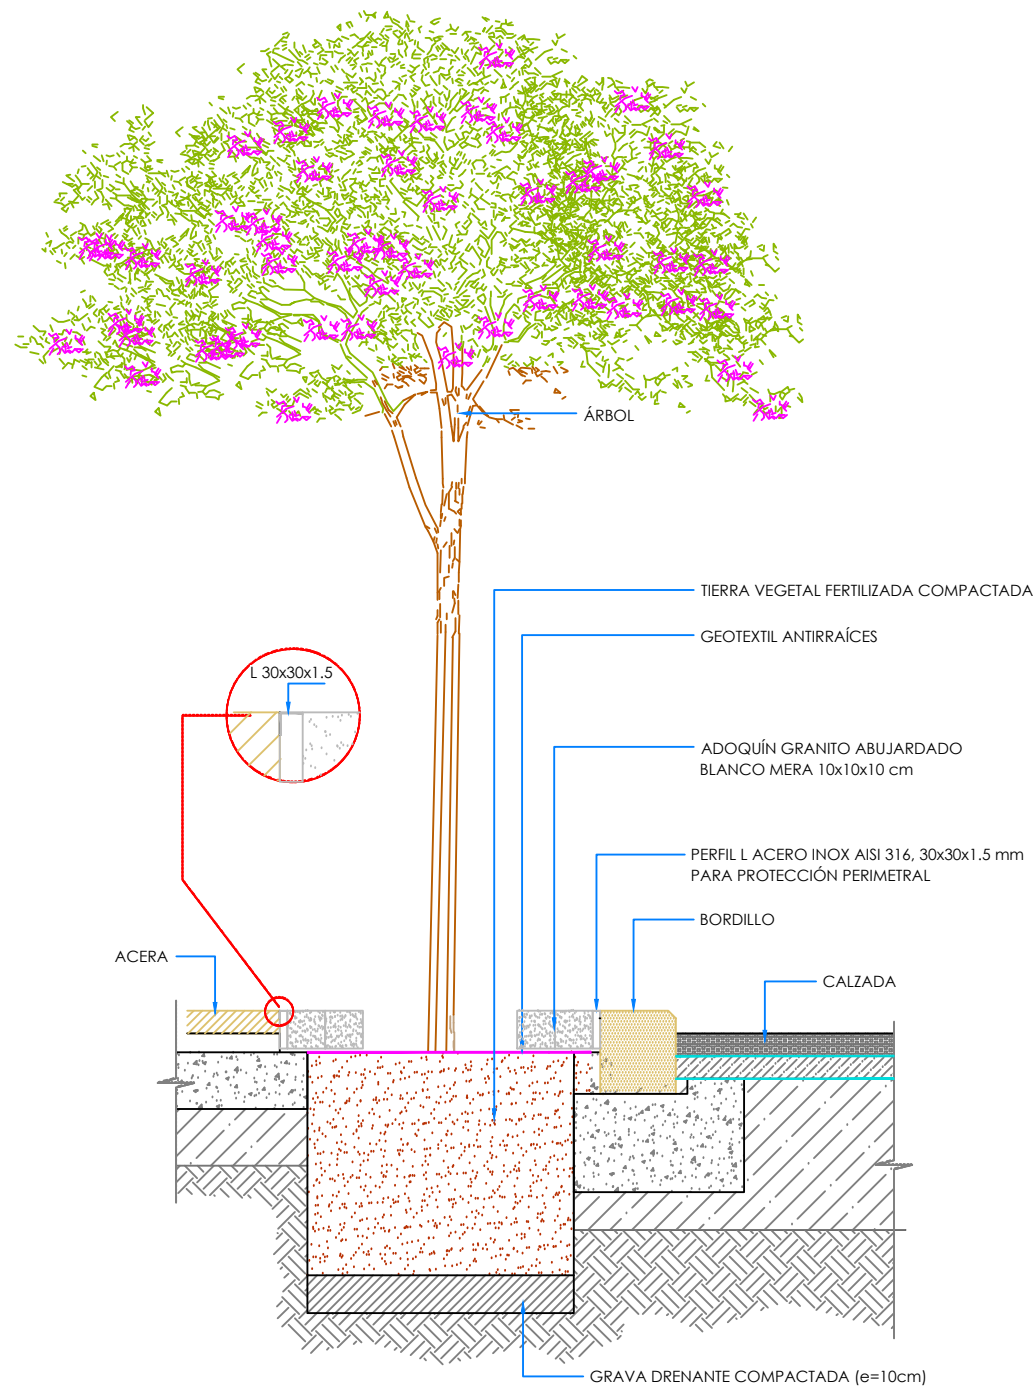 ÁRBOL
TIERRA VEGETAL FERTILIZADA COMPACTADA
GEOTEXTIL ANTIRRAÍCES
L 30x30x1.5
ADOQUÍN GRANITO ABUJARDADO
BLANCO MERA 10x10x10 cm
PERFIL L ACERO INOX AISI 316, 30x30x1.5 mm
PARA PROTECCIÓN PERIMETRAL
BORDILLO
ACERA
CALZADA
GRAVA DRENANTE COMPACTADA (e=10cm)